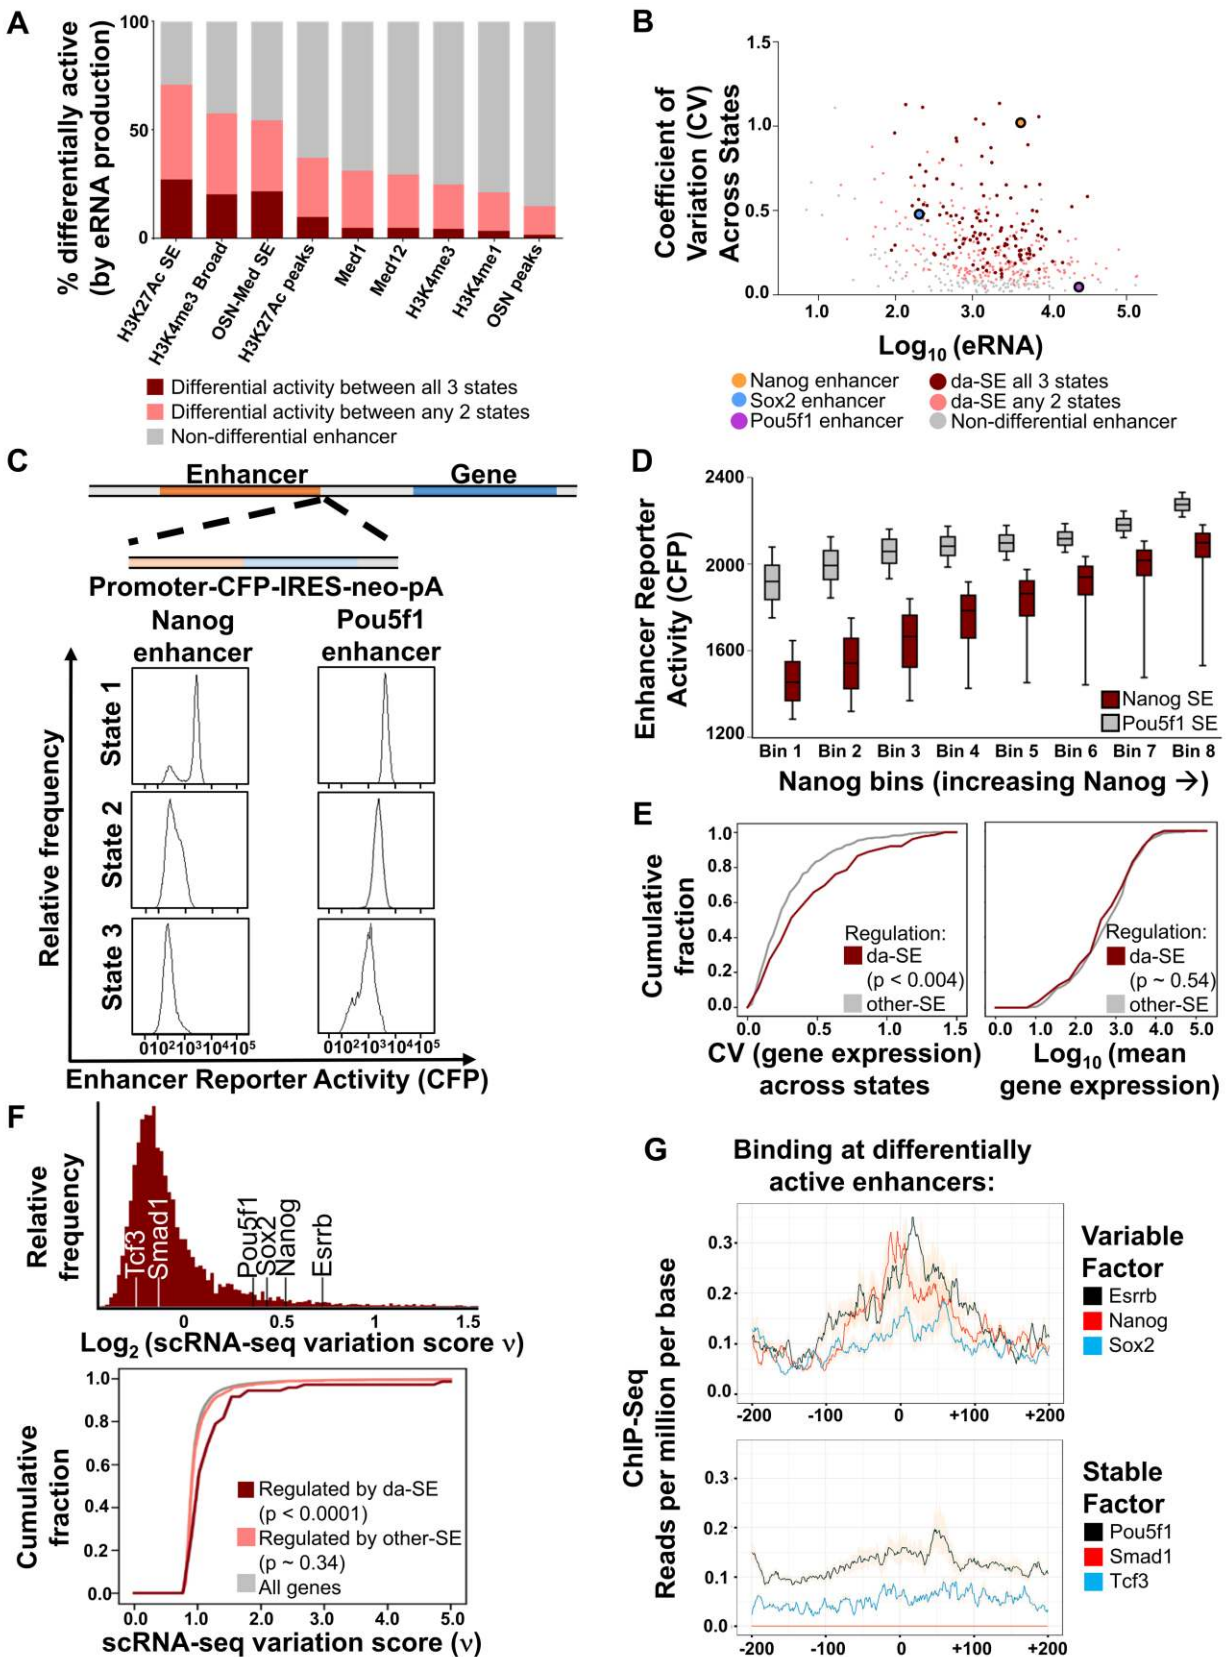 A
% differentially active
(by eRNA production)
100
50
0
H3K27Ac SE
H3K4me3 Broad
OSN-Med SE
H3K27Ac peaks
Med1
Med12
H3K4me3
H3K4me1
OSN peaks
Differential activity between all 3 states
Differential activity between any 2 states
Non-differential enhancer
B
Coefficient of
Variation (CV)
Across States
1.5
1.0
0.5
0.0
1.0 2.0 3.0 4.0 5.0
Log10 (eRNA)
Nanog enhancer
Sox2 enhancer
Pou5f1 enhancer
da-SE all 3 states
da-SE any 2 states
Non-differential enhancer
C
Enhancer Gene
Promoter-CFP-IRES-neo-pA
Nanog
enhancer
Pou5f1
enhancer
Relative frequency
State 1
State 2
State 3
0 10² 10³ 10⁴ 10⁵
0 10² 10³ 10⁴ 10⁵
Enhancer Reporter Activity (CFP)
D
Enhancer Reporter
Activity (CFP)
2400
2000
1600
1200
Nanog SE
Pou5f1 SE
Bin 1 Bin 2 Bin 3 Bin 4 Bin 5 Bin 6 Bin 7 Bin 8
Nanog bins (increasing Nanog →)
E
Cumulative
fraction
1.0
0.8
0.6
0.4
0.2
0.0
Regulation:
da-SE
(p < 0.004)
other-SE
0.0 0.5 1.0 1.5
CV (gene expression)
across states
Regulation:
da-SE
(p ~ 0.54)
other-SE
0.0 1.0 2.0 3.0 4.0 5.0
Log10 (mean
gene expression)
F
Relative
frequency
Tcf3
Smad1
Pou5f1
Sox2
Nanog
Esrrb
0 0.5 1 1.5
Log2 (scRNA-seq variation score ν)
Cumulative
fraction
1.0
0.8
0.6
0.4
0.2
0.0
Regulated by da-SE
(p < 0.0001)
Regulated by other-SE
(p ~ 0.34)
All genes
0.0 1.0 2.0 3.0 4.0 5.0
scRNA-seq variation score (ν)
G
Binding at differentially
active enhancers:
ChIP-Seq
Reads per million per base
0.3
0.2
0.1
0.0
-200 -100 0 +100 +200
Variable
Factor
Esrrb
Nanog
Sox2
0.3
0.2
0.1
0.0
-200 -100 0 +100 +200
Stable
Factor
Pou5f1
Smad1
Tcf3